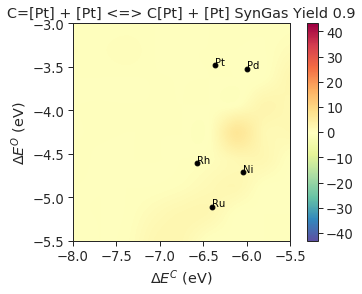 C=[Pt] + [Pt] <=> C[Pt] + [Pt] SynGas Yield 0.9
−3.0
−3.5
−4.0
−4.5
−5.0
−5.5
ΔE^O (eV)
Pt
Pd
Rh
Ni
Ru
−8.0 −7.5 −7.0 −6.5 −6.0 −5.5
ΔE^C (eV)
40
30
20
10
0
−10
−20
−30
−40